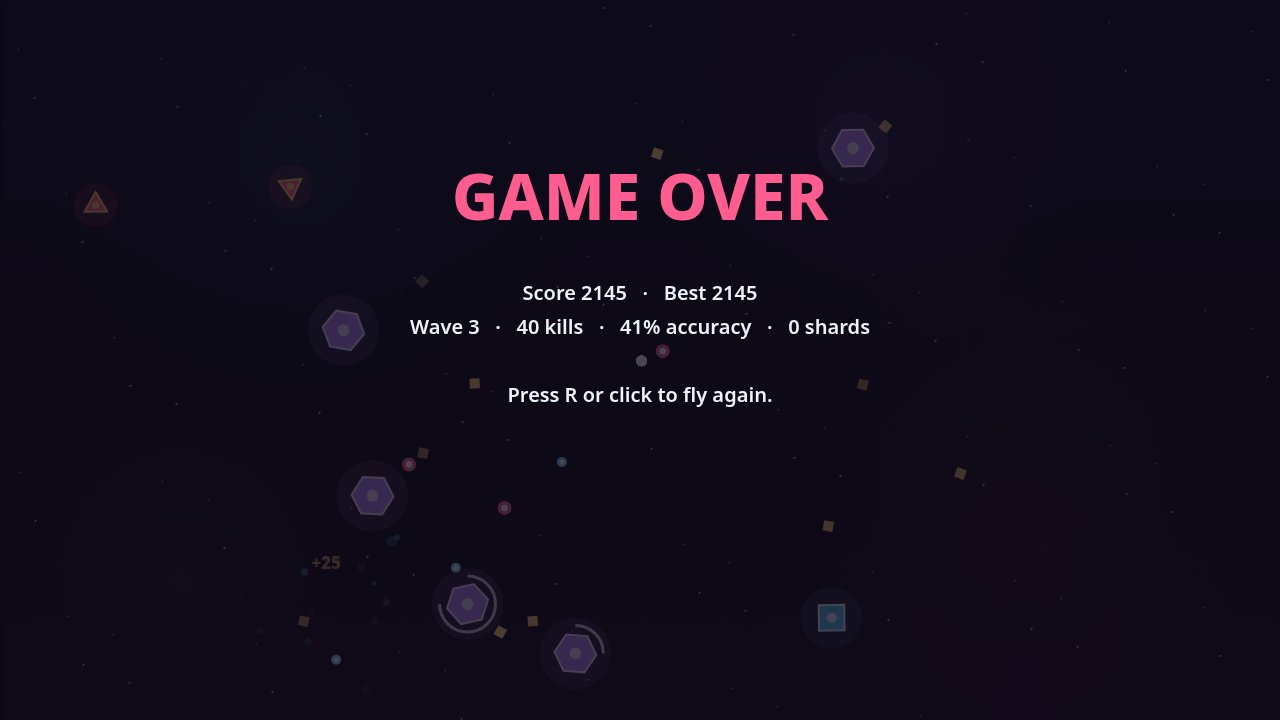 GAME OVER
Score 2145 · Best 2145
Wave 3 · 40 kills · 41% accuracy · 0 shards
Press R or click to fly again.
+25